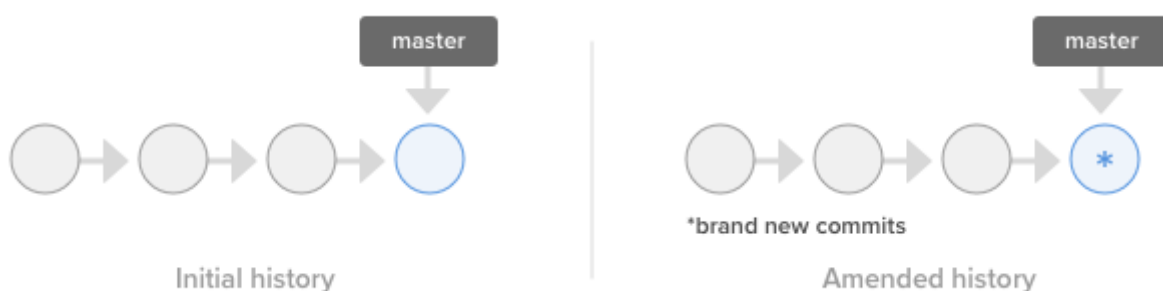 master
master
*
*brand new commits
Initial history
Amended history